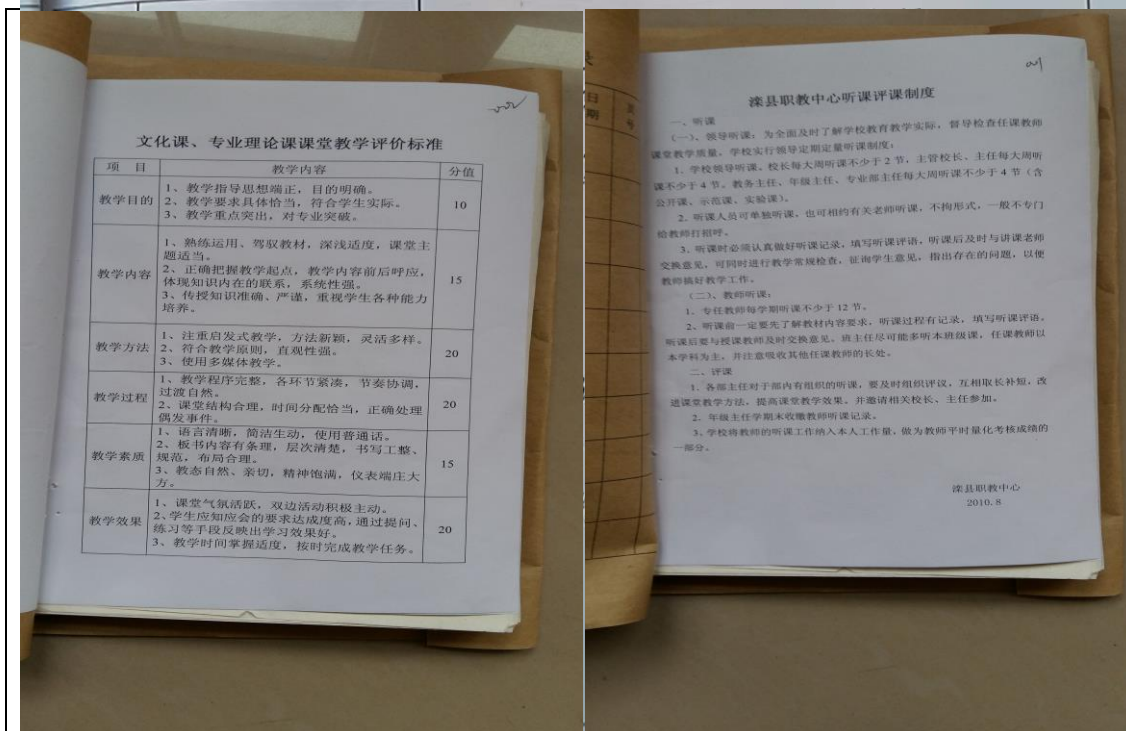 文化课、专业理论课课堂教学评价标准
项 目 教学内容 分值
教学目的
1、教学指导思想端正，目的明确。
2、教学要求具体恰当，符合学生实际。
3、教学重点突出，对专业突破。
10
教学内容
1、熟练运用、驾驭教材，深浅适度，课堂主
题适当。
2、正确把握教学起点，教学内容前后呼应，
体现知识内在的联系，系统性强。
3、传授知识准确、严谨，重视学生各种能力
培养。
15
教学方法
1、注重启发式教学，方法新颖，灵活多样。
2、符合教学原则，直观性强。
3、使用多媒体教学。
20
教学过程
1、教学程序完整，各环节紧凑，节奏协调，
过渡自然。
2、课堂结构合理，时间分配恰当，正确处理
偶发事件。
20
教学素质
1、语言清晰，简洁生动，使用普通话。
2、板书内容有条理，层次清楚，书写工整、
规范，布局合理。
3、教态自然、亲切，精神饱满，仪表端庄大
方。
15
教学效果
1、课堂气氛活跃，双边活动积极主动。
2、学生应知应会的要求达成度高，通过提问、
练习等手段反映出学习效果好。
3、教学时间掌握适度，按时完成教学任务。
20
滦县职教中心听课评课制度
一、听课
（一）、领导听课：为全面及时了解学校教育教学实际，督导检查任课教师
课堂教学质量，学校实行领导定期定量听课制度：
1．学校领导听课，校长每大周听课不少于 2 节，主管校长、主任每大周听
课不少于 4 节，教务主任、年级主任、专业部主任每大周听课不少于 4 节（含
公开课、示范课、实验课）。
2．听课人员可单独听课，也可相约有关老师听课，不拘形式，一般不专门
给教师打招呼。
3．听课时必须认真做好听课记录，填写听课评语，听课后及时与讲课老师
交换意见，可同时进行教学常规检查，征询学生意见，指出存在的问题，以便
教师搞好教学工作。
（二）、教师听课：
1．专任教师每学期听课不少于 12 节。
2、听课前一定要先了解教材内容要求，听课过程有记录，填写听课评语。
听课后要与授课教师及时交换意见。班主任尽可能多听本班级课，任课教师以
本学科为主，并注意吸收其他任课教师的长处。
二、评课
1、各部主任对于部内有组织的听课，要及时组织评议，互相取长补短，改
进课堂教学方法，提高课堂教学效果。并邀请相关校长、主任参加。
2．年级主任学期末收缴教师听课记录。
3、学校将教师的听课工作纳入本人工作量，做为教师平时量化考核成绩的
一部分。
滦县职教中心
2010.8